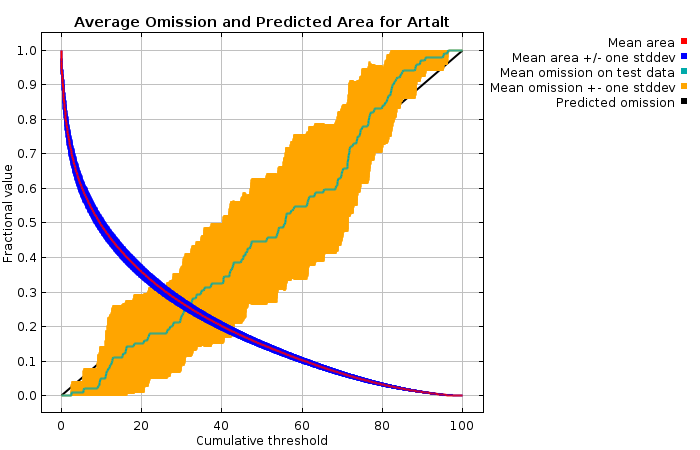 Average Omission and Predicted Area for Artalt
Mean area
Mean area +/- one stddev
Mean omission on test data
Mean omission +- one stddev
Predicted omission
1.0
0.9
0.8
0.7
0.6
0.5
0.4
0.3
0.2
0.1
0.0
Fractional value
0 20 40 60 80 100
Cumulative threshold